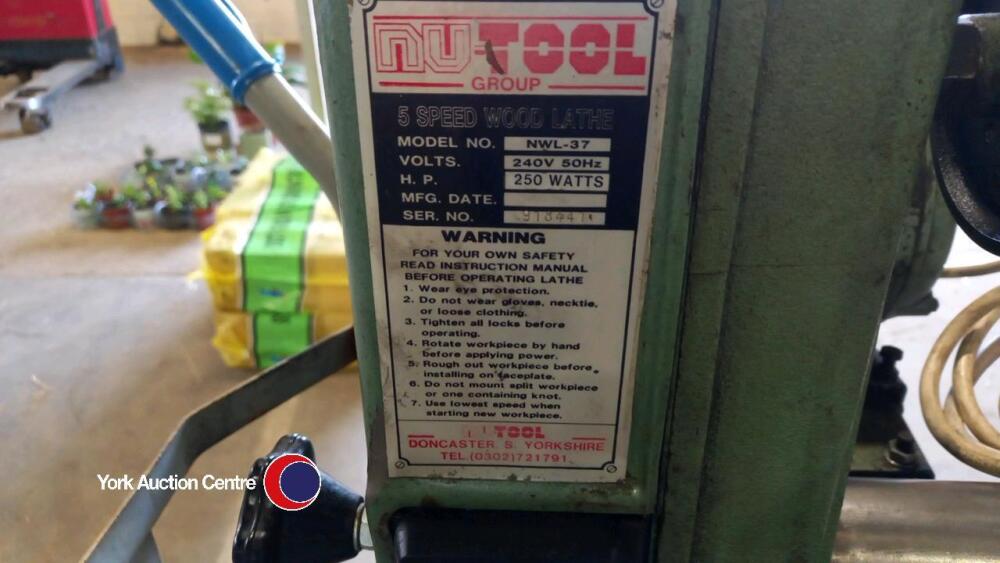 NU-TOOL
GROUP
5 SPEED WOOD LATHE
MODEL NO. NWL-37
VOLTS. 240V 50Hz
H. P. 250 WATTS
MFG. DATE.
SER. NO.
WARNING
FOR YOUR OWN SAFETY
READ INSTRUCTION MANUAL
BEFORE OPERATING LATHE
1. Wear eye protection.
2. Do not wear gloves, necktie,
or loose clothing.
3. Tighten all locks before
operating.
4. Rotate workpiece by hand
before applying power.
5. Rough out workpiece before
installing on faceplate.
6. Do not mount split workpiece
or one containing knot.
7. Use lowest speed when
starting new workpiece.
TOOL
DONCASTER, S. YORKSHIRE
TEL.(0302)721791
York Auction Centre